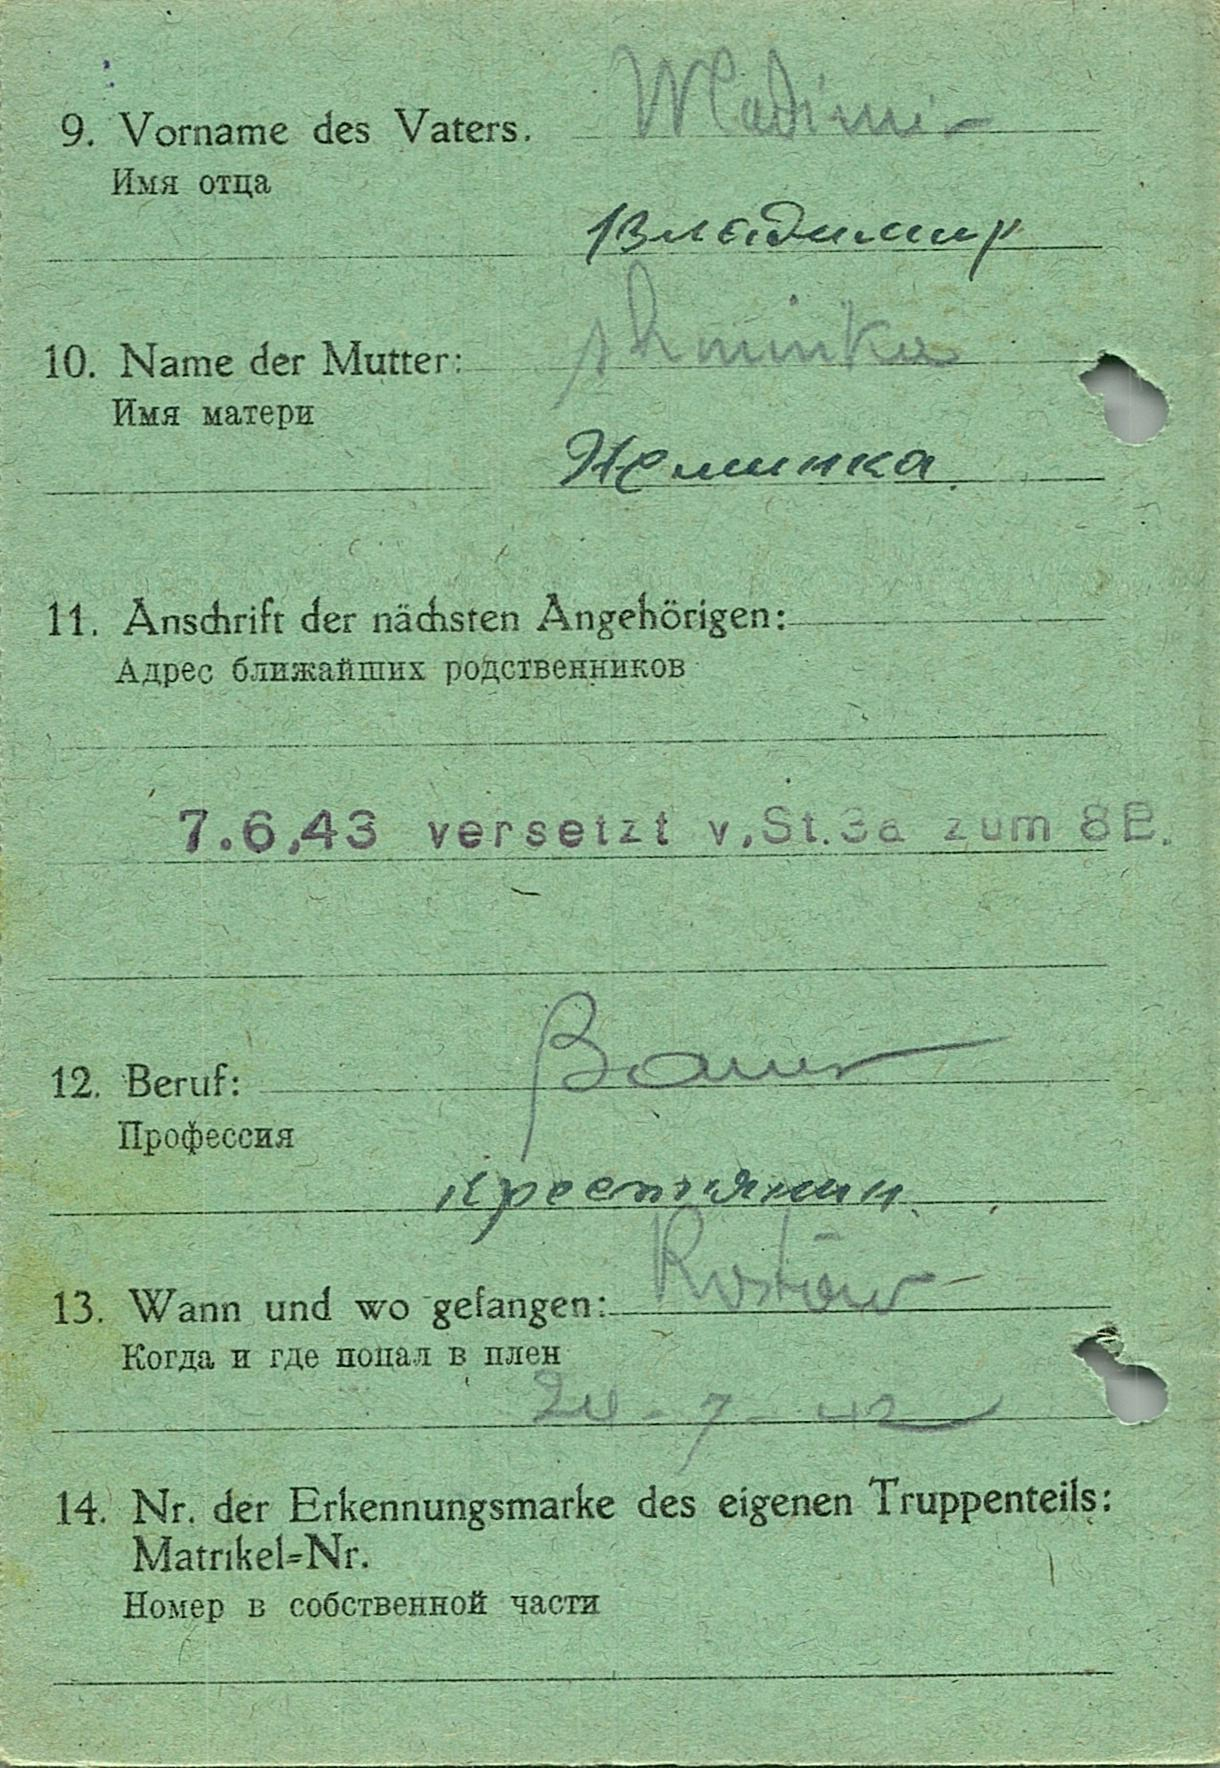 9. Vorname des Vaters. Wladimir
Имя отца
Владимир
10. Name der Mutter:
Имя матери
11. Anschrift der nächsten Angehörigen:
Адрес ближайших родственников
7.6.43 versetzt v. St.3a zum 8B.
12. Beruf: Bauer
Профессия
крестьянин
13. Wann und wo gefangen: Rostow
Когда и где попал в плен
24-7-42
14. Nr. der Erkennungsmarke des eigenen Truppenteils:
Matrikel=Nr.
Номер в собственной части